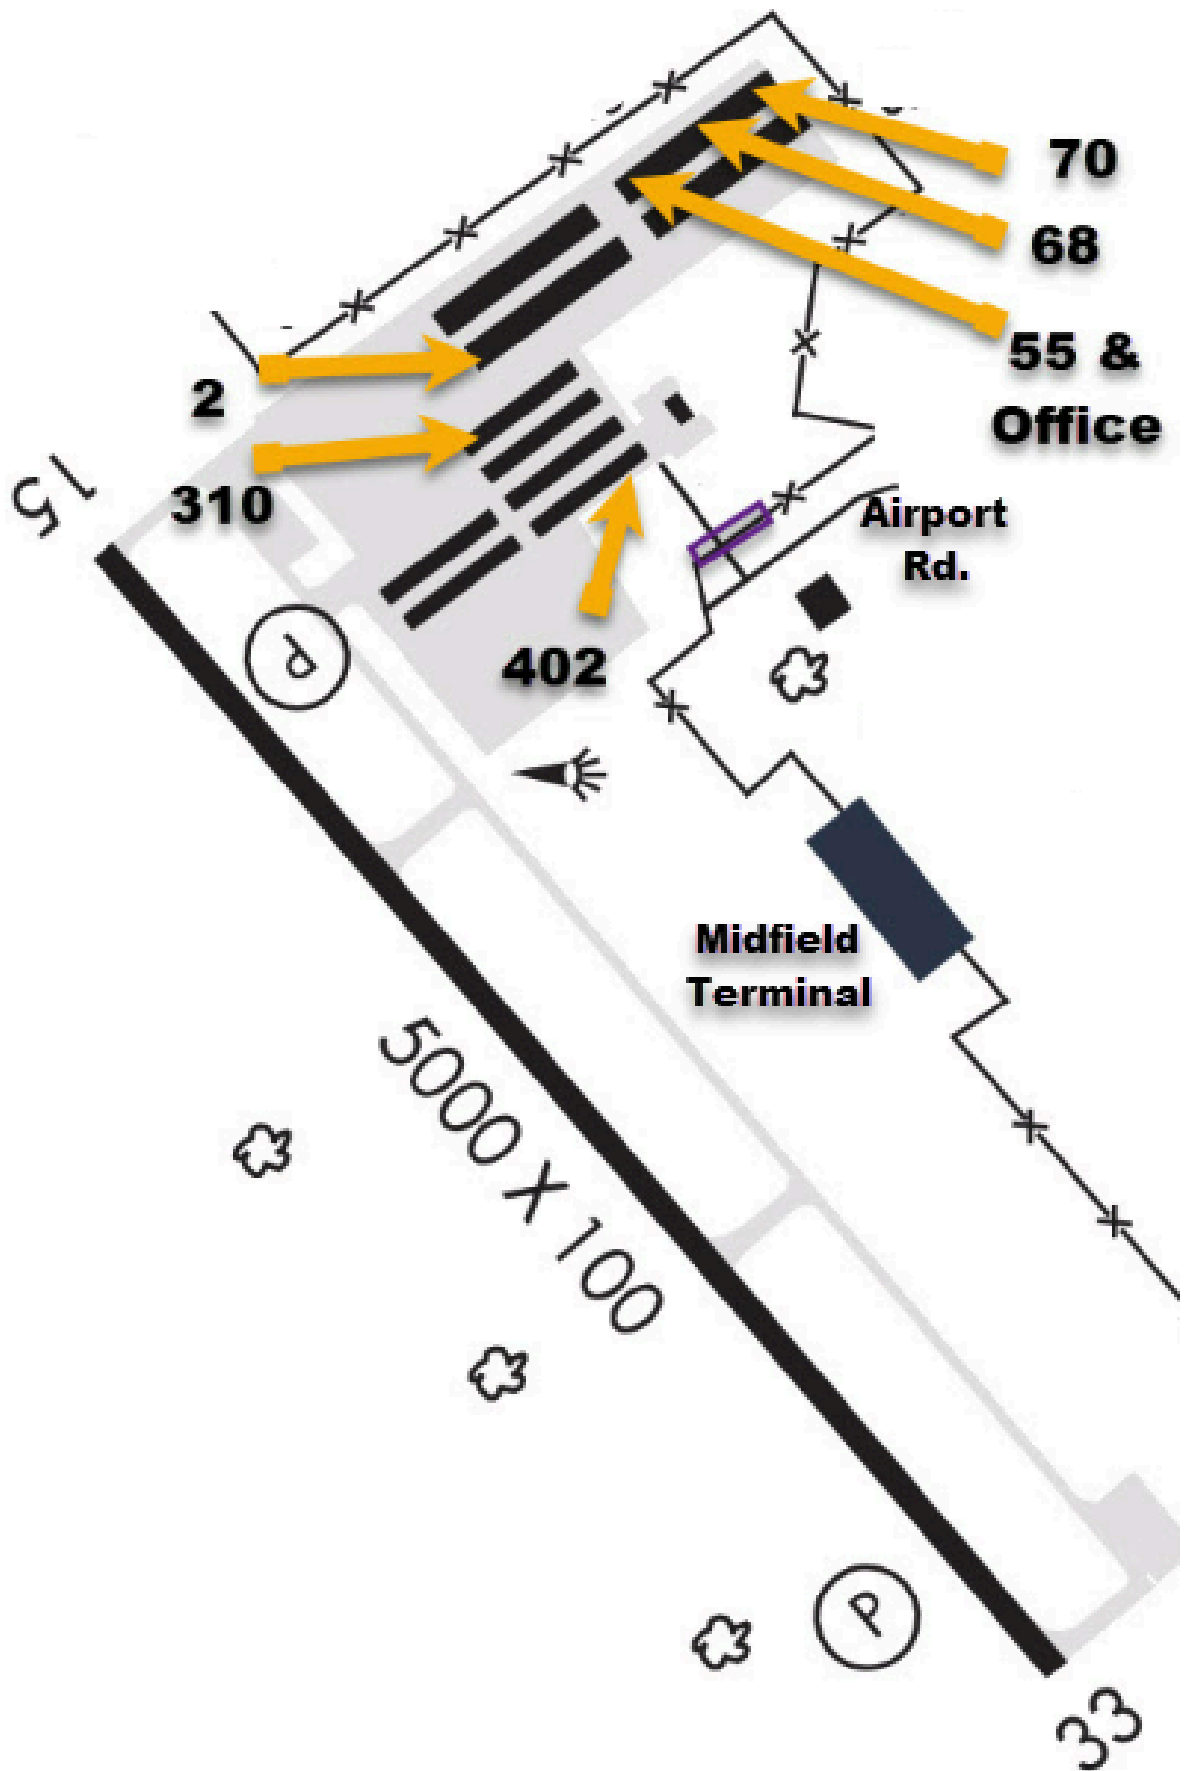 70
68
55 &
Office
2
310
15
Airport
Rd.
P
402
Midfield
Terminal
5000 X 100
P
33